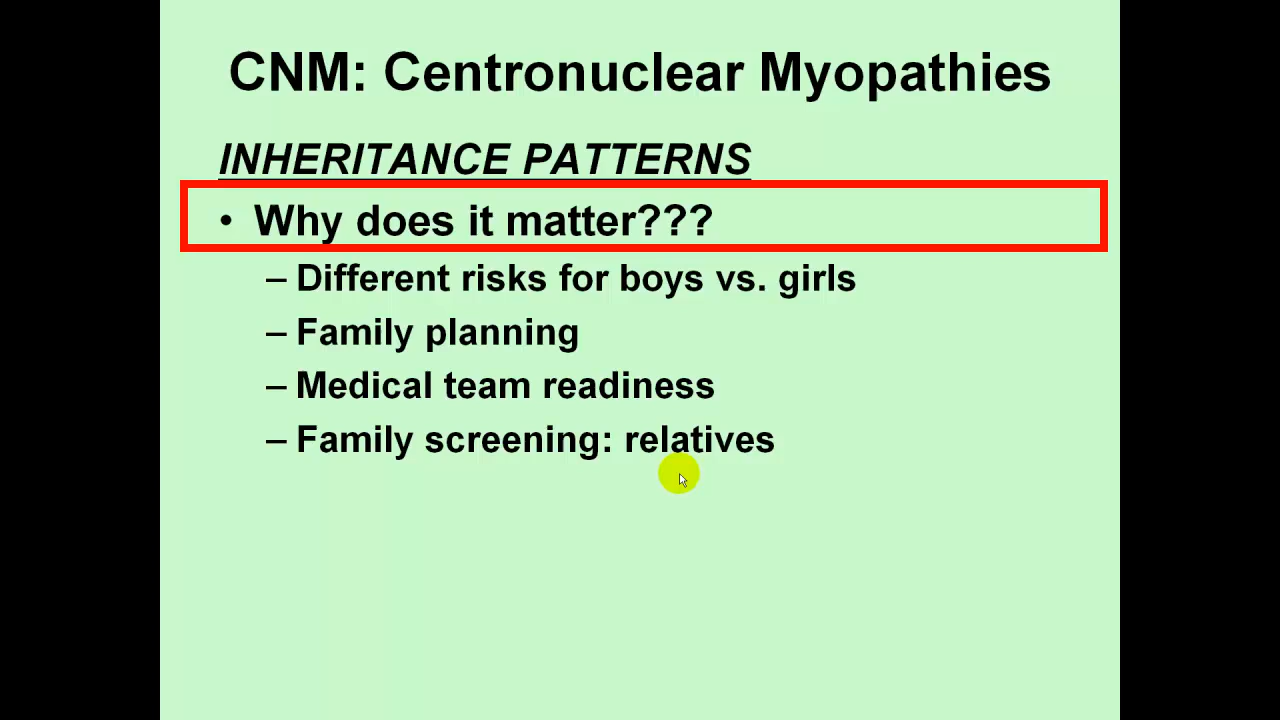 CNM: Centronuclear Myopathies
INHERITANCE PATTERNS
• Why does it matter???
– Different risks for boys vs. girls
– Family planning
– Medical team readiness
– Family screening: relatives